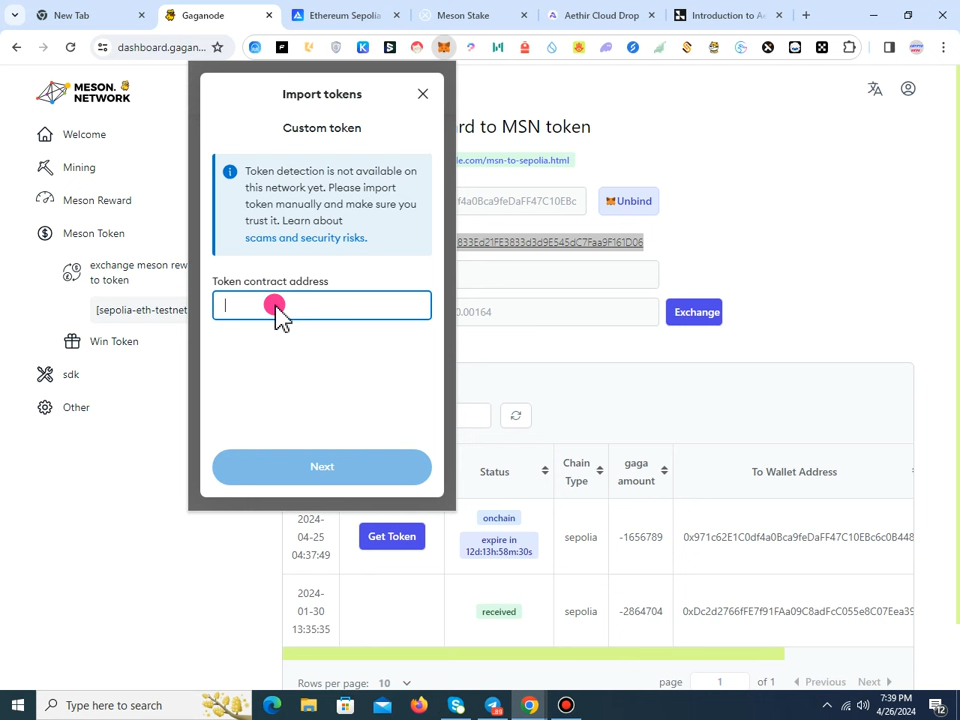 New Tab
Gaganode
Ethereum Sepolia
Meson Stake
Aethir Cloud Drop
Introduction to Ae
dashboard.gagan
MESON.
NETWORK
Welcome
Mining
Meson Reward
Meson Token
exchange meson rew
to token
[sepolia-eth-testnet
Win Token
sdk
Other
Import tokens
Custom token
Token detection is not available on
this network yet. Please import
token manually and make sure you
trust it. Learn about
scams and security risks.
Token contract address
Next
rd to MSN token
le.com/msn-to-sepolia.html
f4a0Bca9feDaFF47C10EBc
Unbind
833Ed21FE3833d3d9E545dC7Faa9F161D06
0.00164
Exchange
Status
Chain
Type
gaga
amount
To Wallet Address
2024-
04-25
04:37:49
Get Token
onchain
expire in
12d:13h:58m:30s
sepolia
-1656789
0x971c62E1C0df4a0Bca9feDaFF47C10EBc6c0B448
2024-
01-30
13:35:35
received
sepolia
-2864704
0xDc2d2766fFE7f91FAa09C8adFcC055e8C07Eea39
Rows per page: 10
page 1 of 1 Previous Next
Type here to search
7:39 PM
4/26/2024